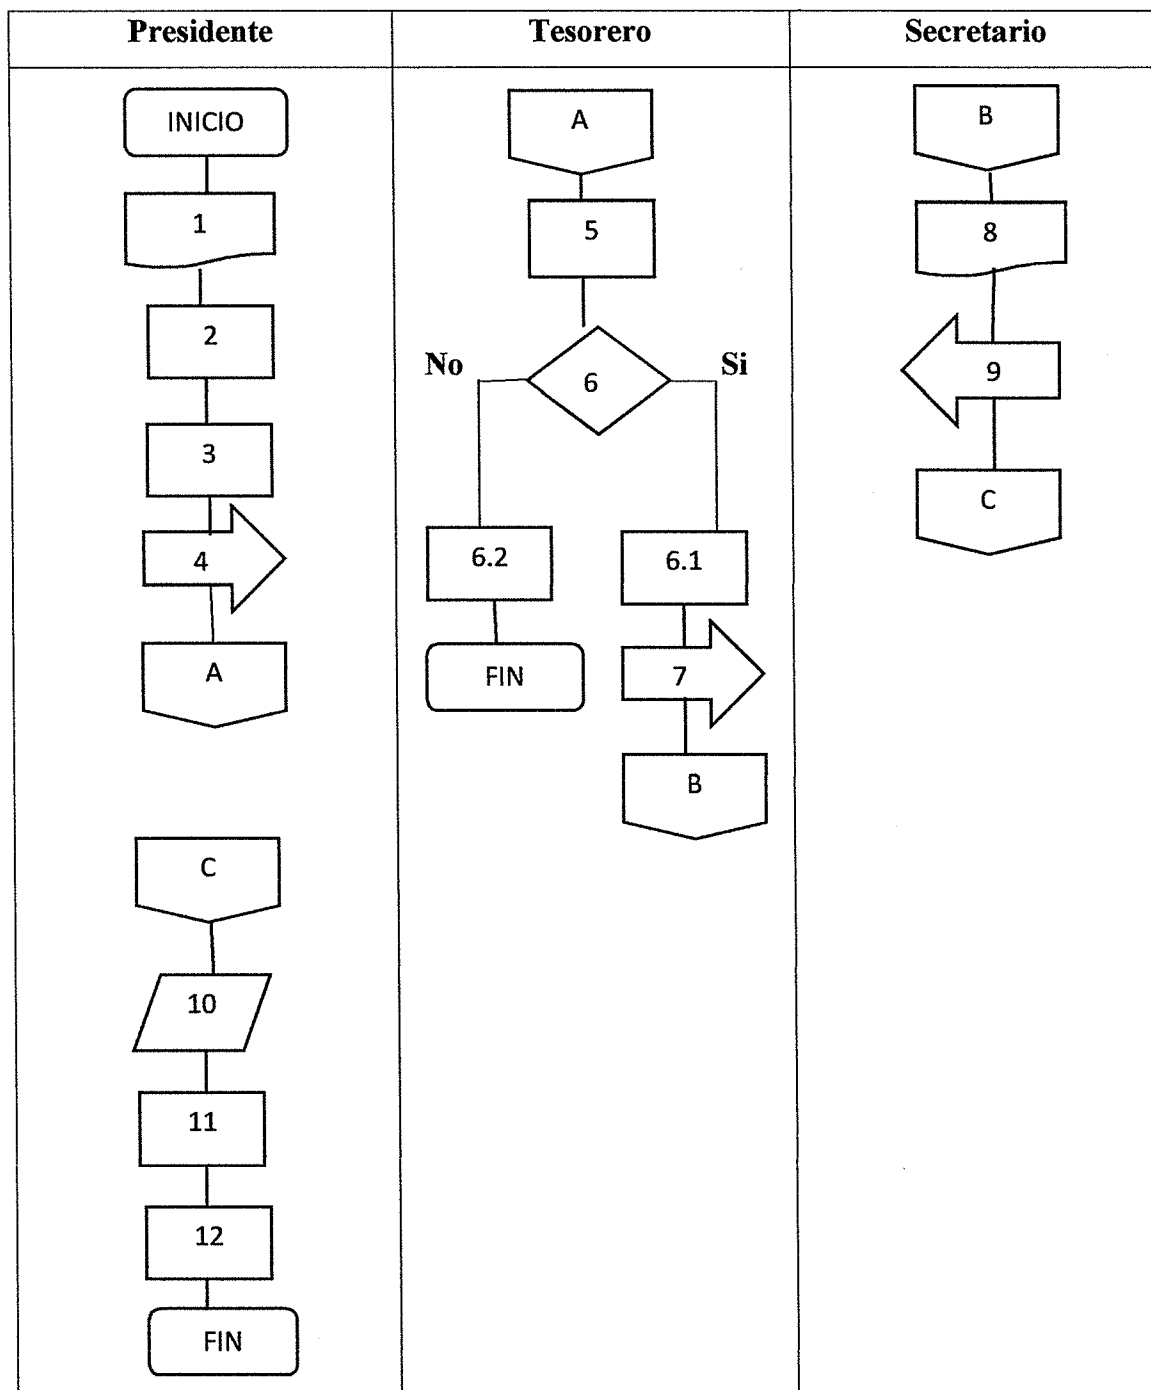 Presidente
Tesorero
Secretario
INICIO
1
2
3
4
A
C
10
11
12
FIN
A
5
6
No
Si
6.2
6.1
FIN
7
B
B
8
9
C